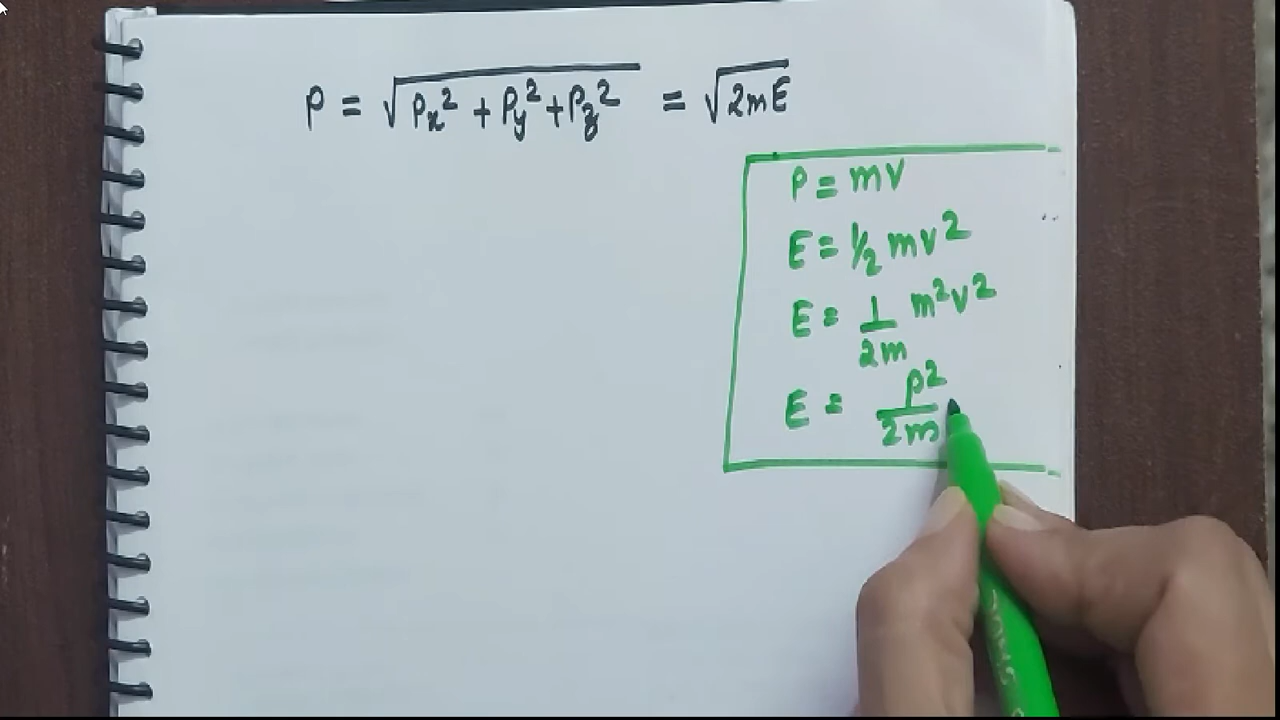 P = √Px² + Py² + Pz² = √2mE
P = mv
E = 1/2 mv²
E = 1/2m m²v²
E = P²/2m